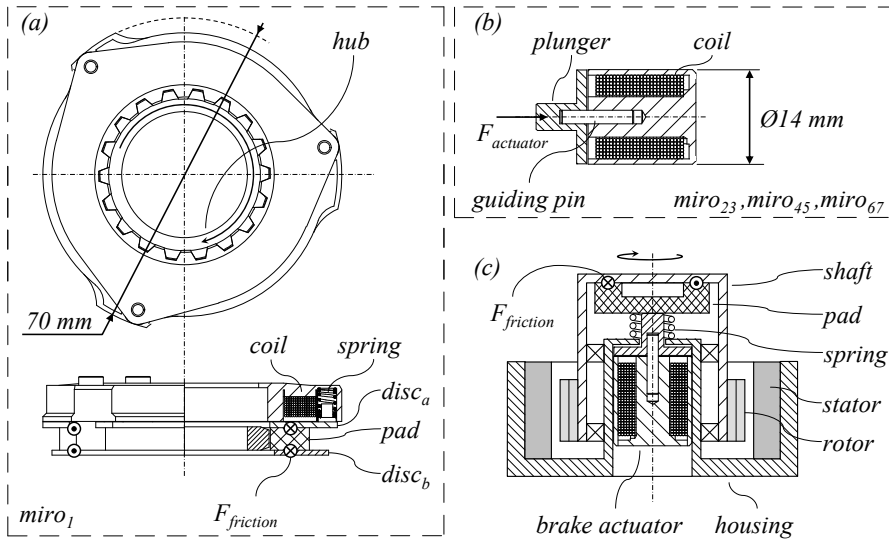 (a)
hub
70 mm
coil
spring
disc_a
pad
disc_b
F_friction
miro_1
(b)
plunger
coil
F_actuator
Ø14 mm
guiding pin
miro_23, miro_45, miro_67
(c)
shaft
F_friction
pad
spring
stator
rotor
brake actuator
housing